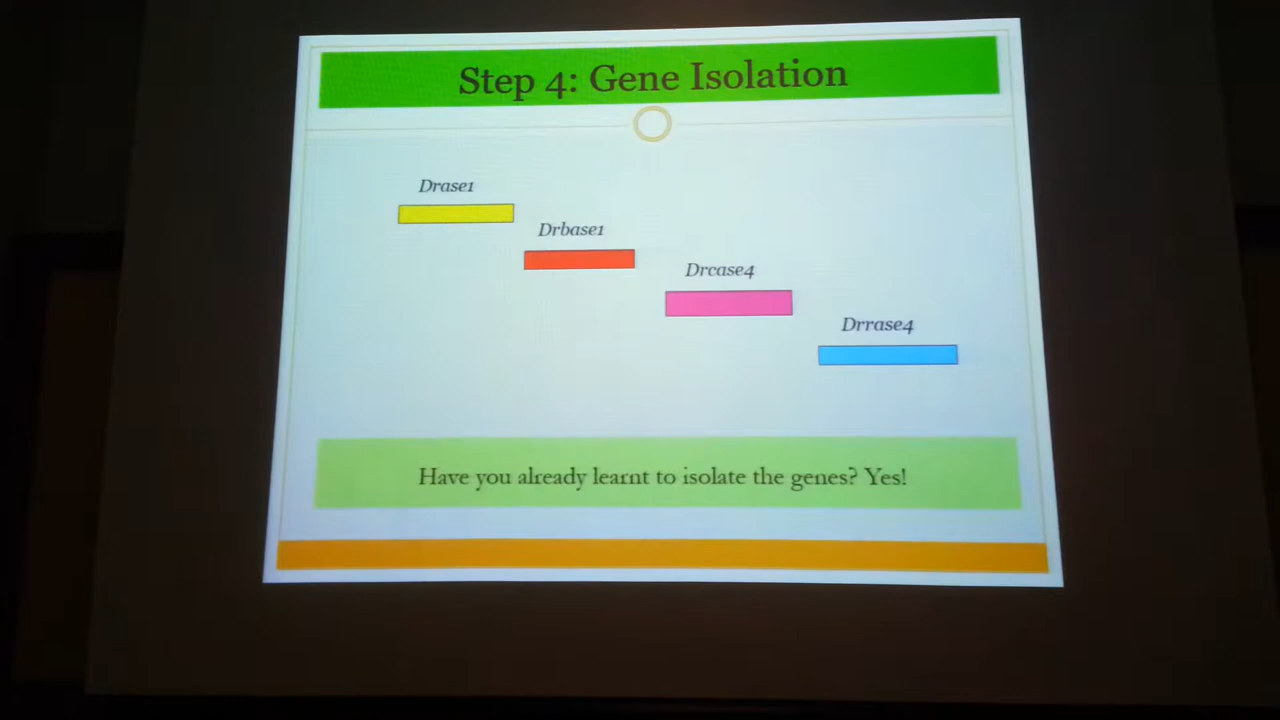 Step 4: Gene Isolation
Drase1
Drbase1
Drcase4
Drrase4
Have you already learnt to isolate the genes? Yes!